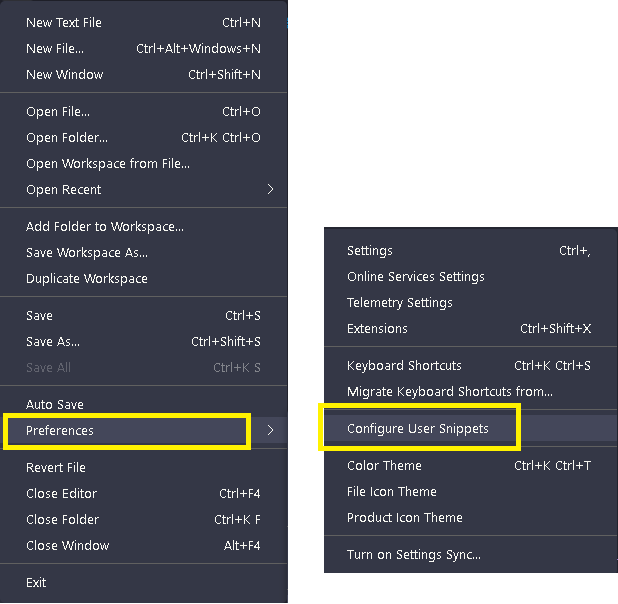 New Text File Ctrl+N
New File... Ctrl+Alt+Windows+N
New Window Ctrl+Shift+N
Open File... Ctrl+O
Open Folder... Ctrl+K Ctrl+O
Open Workspace from File...
Open Recent
Add Folder to Workspace...
Save Workspace As...
Duplicate Workspace
Save Ctrl+S
Save As... Ctrl+Shift+S
Save All Ctrl+K S
Auto Save
Preferences
Revert File
Close Editor Ctrl+F4
Close Folder Ctrl+K F
Close Window Alt+F4
Exit
Settings Ctrl+,
Online Services Settings
Telemetry Settings
Extensions Ctrl+Shift+X
Keyboard Shortcuts Ctrl+K Ctrl+S
Migrate Keyboard Shortcuts from...
Configure User Snippets
Color Theme Ctrl+K Ctrl+T
File Icon Theme
Product Icon Theme
Turn on Settings Sync...